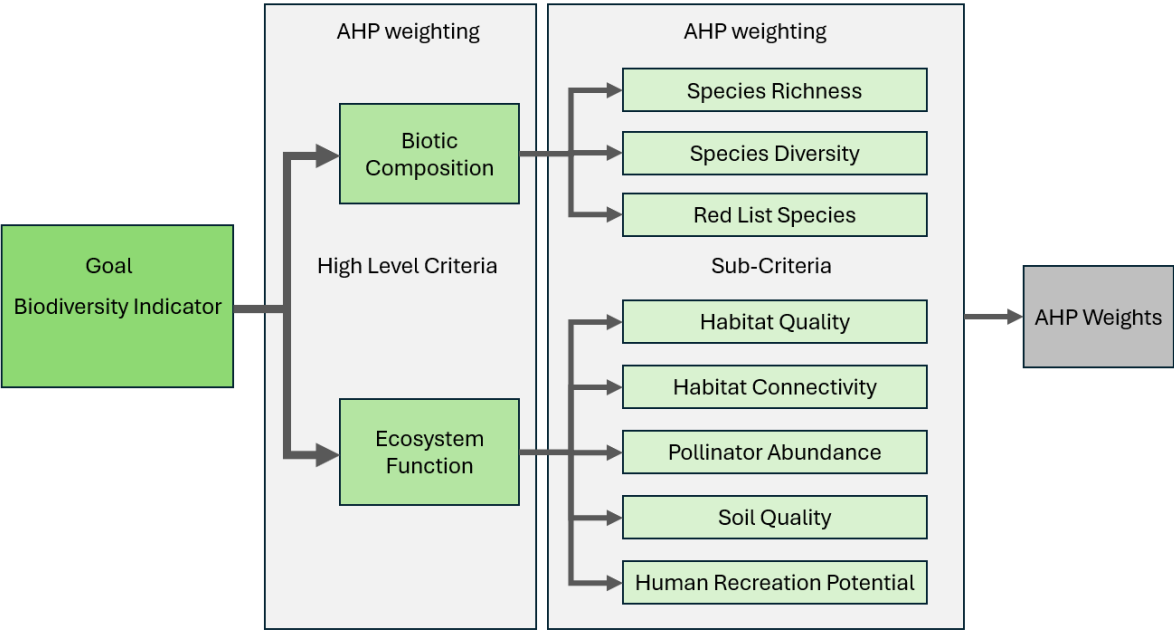 AHP weighting
AHP weighting
Species Richness
Biotic
Composition
Species Diversity
Red List Species
Goal
Biodiversity Indicator
High Level Criteria
Sub-Criteria
Habitat Quality
AHP Weights
Habitat Connectivity
Ecosystem
Function
Pollinator Abundance
Soil Quality
Human Recreation Potential